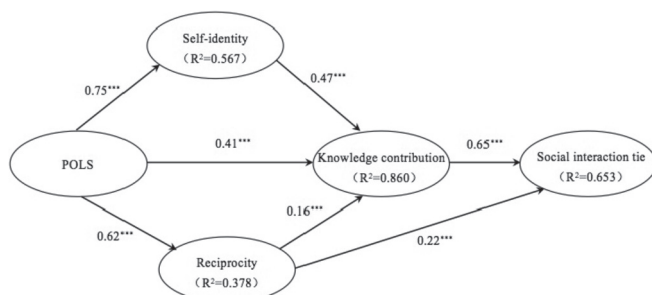 Self-identity
（R²=0.567）
0.75***
0.47***
POLS
0.41***
Knowledge contribution
（R²=0.860）
0.65***
Social interaction tie
（R²=0.653）
0.62***
0.16***
0.22***
Reciprocity
（R²=0.378）